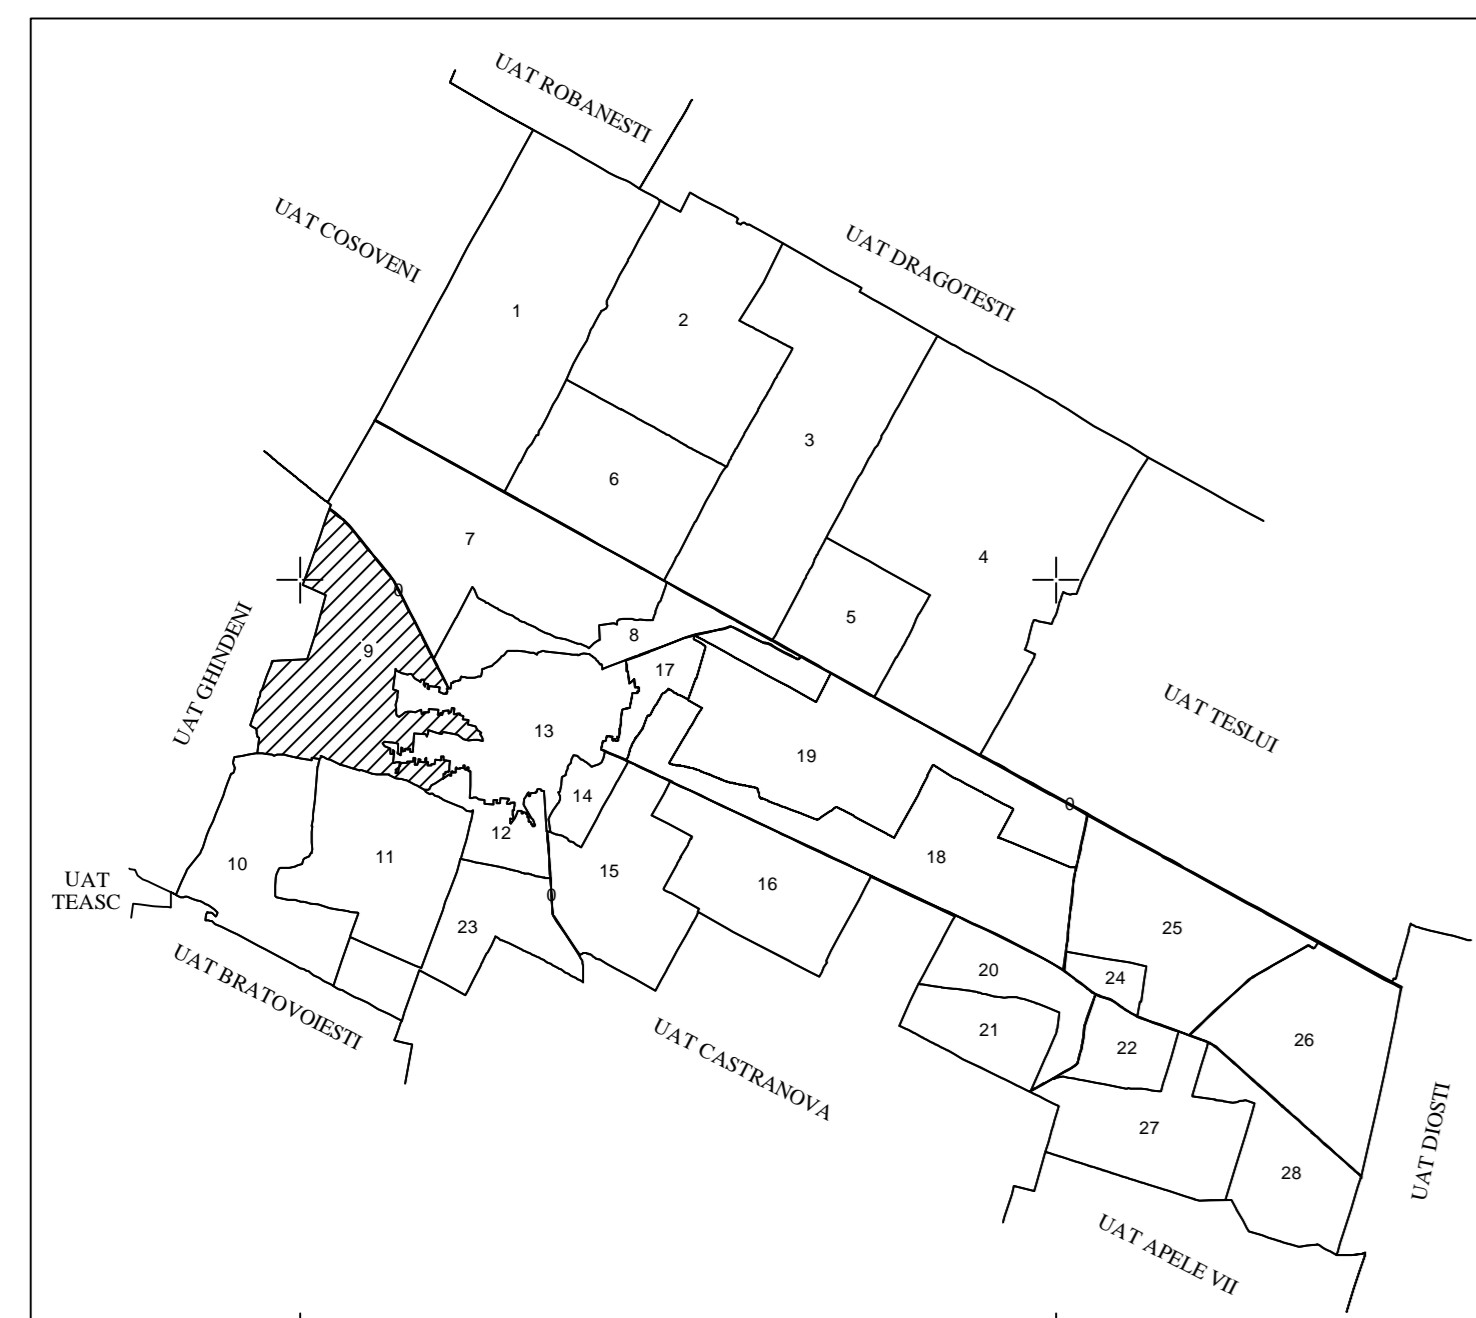 UAT ROBANESTI
UAT COSOVENI
UAT DRAGOTESTI
1
2
3
6
7
4
0
5
8
9
UAT GHINDENI
17
13
UAT TESLUI
19
14
0
12
11
10
15
18
16
UAT
TEASC
0
23
25
20
24
UAT BRATOVOIESTI
21
22
26
UAT CASTRANOVA
27
28
UAT DIOSTI
UAT APELE VII